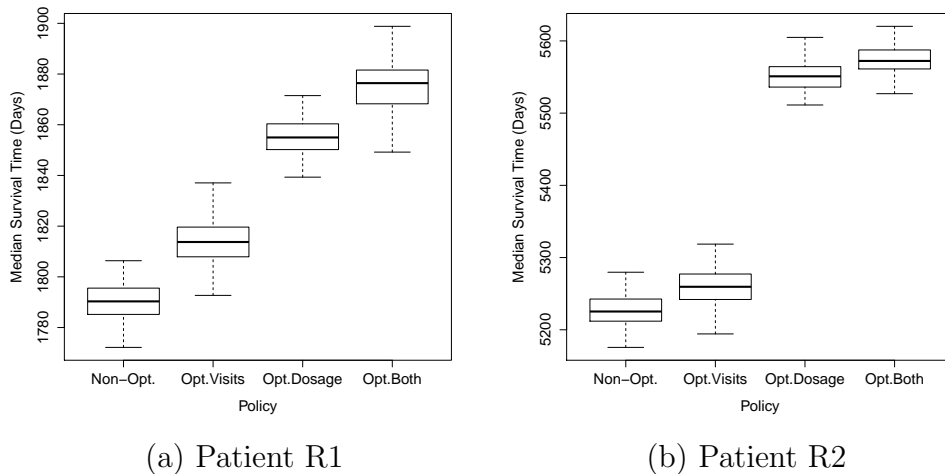 Median Survival Time (Days)
1900
1880
1860
1840
1820
1800
1780
Non−Opt. Opt.Visits Opt.Dosage Opt.Both
Policy
(a) Patient R1
Median Survival Time (Days)
5600
5500
5400
5300
5200
Non−Opt. Opt.Visits Opt.Dosage Opt.Both
Policy
(b) Patient R2